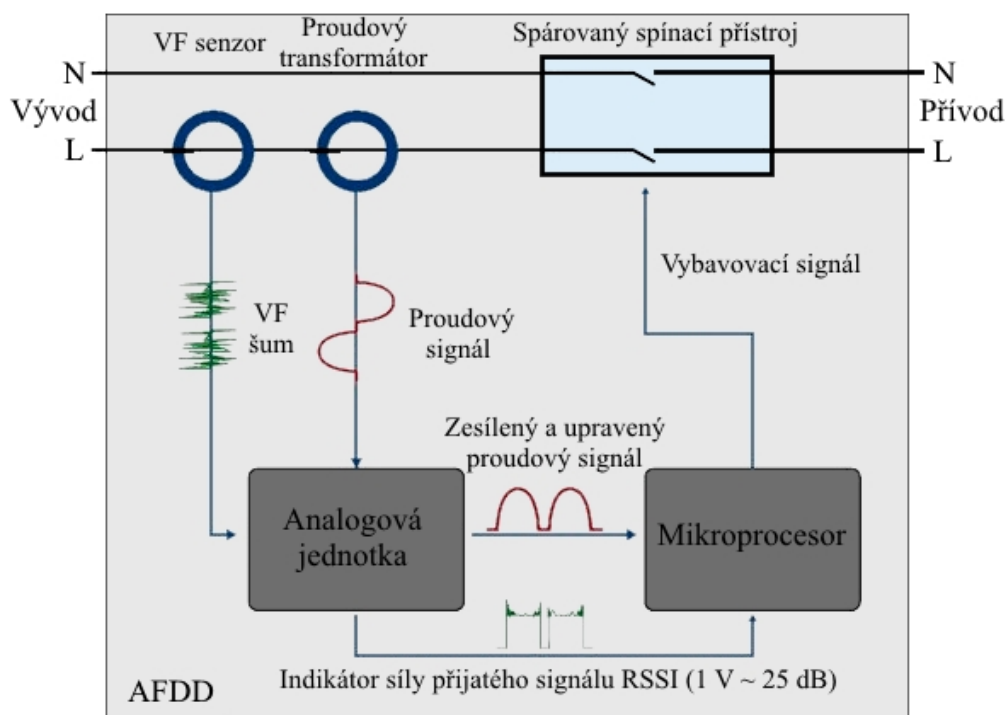 VF senzor
Proudový
transformátor
Spárovaný spínací přístroj
N
N
Vývod
Přívod
L
L
VF
šum
Proudový
signál
Vybavovací signál
Zesílený a upravený
proudový signál
Analogová
jednotka
Mikroprocesor
Indikátor síly přijatého signálu RSSI (1 V ~ 25 dB)
AFDD